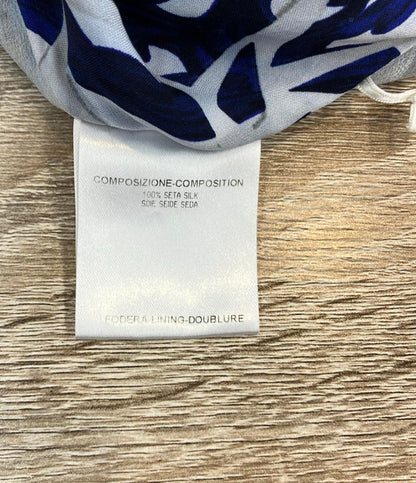 COMPOSIZIONE-COMPOSITION
100% SETA SILK
SOIE SEIDE SEDA
FODERA-LINING-DOUBLURE